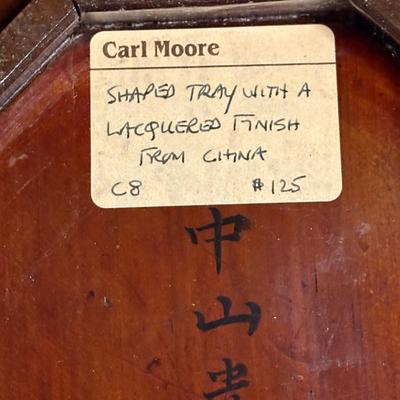 Carl Moore
SHAPED TRAY WITH A
LACQUERED FINISH
FROM CHINA
C8 $125
中
山